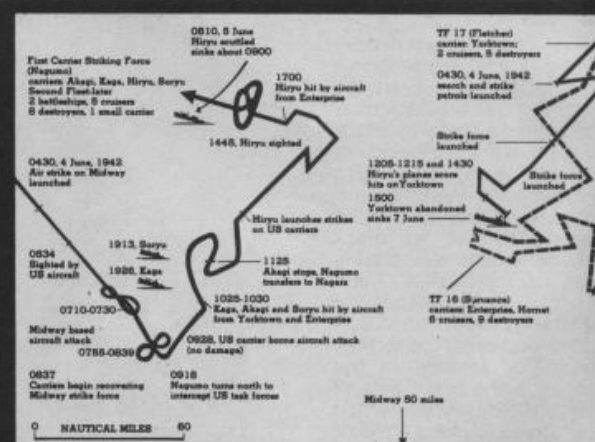 0510, 5 June
Hiryu scuttled
sinks about 0900
First Carrier Striking Force
(Nagumo)
carriers: Akagi, Kaga, Hiryu, Soryu
Second Fleet-later
2 battleships, 5 cruisers
8 destroyers, 1 small carrier
1700
Hiryu hit by aircraft
from Enterprise
1445, Hiryu sighted
0430, 4 June, 1942
Air strike on Midway
launched
Hiryu launches strikes
on US carriers
0534
Sighted by
US aircraft
1913, Soryu
1926, Kaga
1125
Akagi stops, Nagumo
transfers to Nagara
0710-0730
1025-1030
Kaga, Akagi and Soryu hit by aircraft
from Yorktown and Enterprise
Midway based
aircraft attack
0755-0839
0928, US carrier borne aircraft attack
(no damage)
0837
Carriers begin recovering
Midway strike force
0918
Nagumo turns north to
intercept US task forces
0 NAUTICAL MILES 60
TF 17 (Fletcher)
carrier: Yorktown;
2 cruisers, 5 destroyers
0430, 4 June, 1942
search and strike
patrols launched
Strike force
launched
1205-1215 and 1430
Hiryu's planes score
hits on Yorktown
Strike force
launched
1500
Yorktown abandoned
sinks 7 June
TF 16 (Spruance)
carriers: Enterprise, Hornet
6 cruisers, 9 destroyers
Midway 50 miles